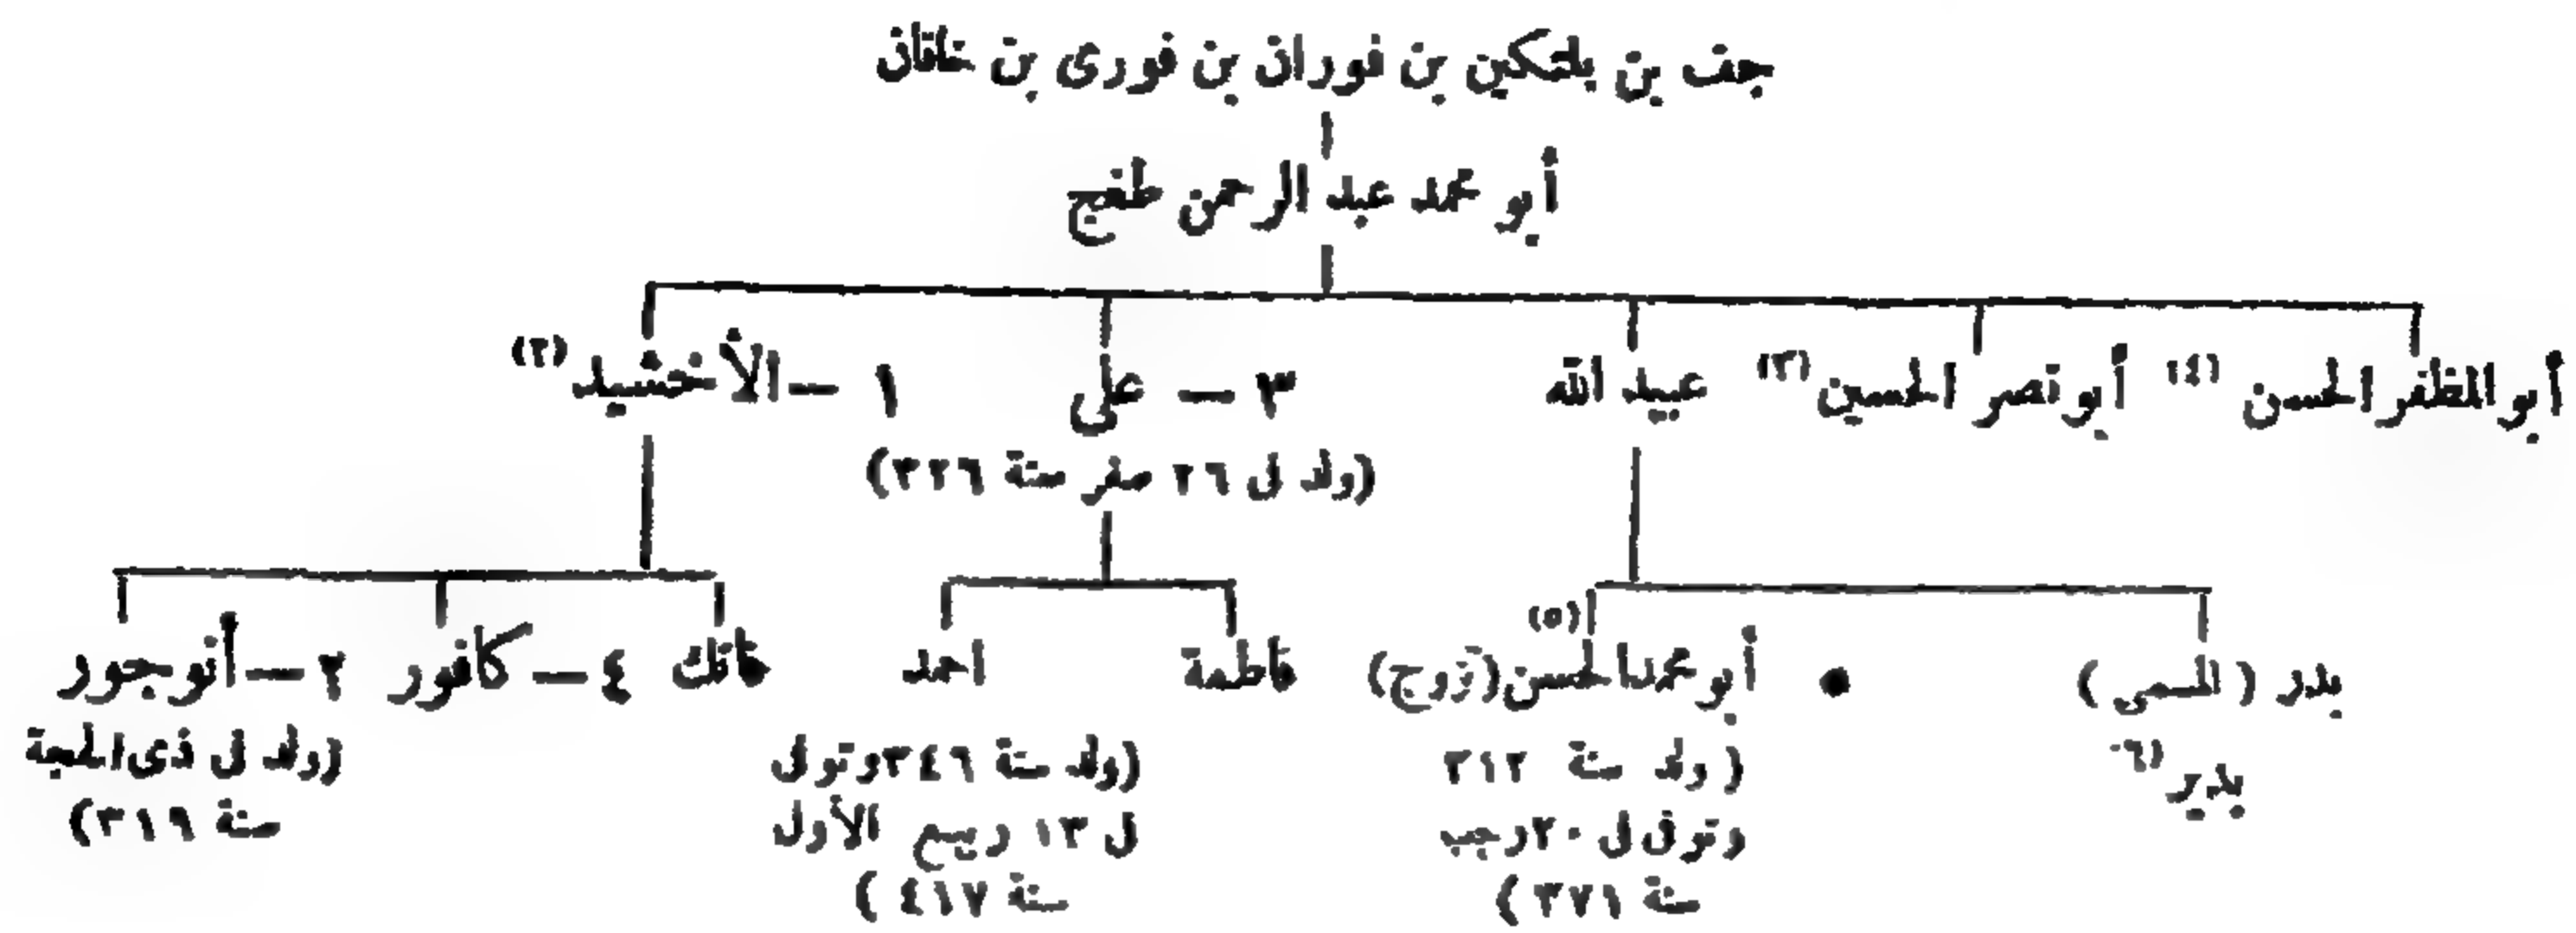 جف بن يلتكين بن فوران بن فورى بن خاقان
أبو محمد عبد الرحمن طغج
أبو المظفر الحسن (٤) أبو نصر الحسين (٣) عبيد الله ٣ — على ١ — الأخشيد (٢)
(ولد فى ٢٦ صفر سنة ٣٢٦)
بدر (المسمى) • أبو محمد الحسن (٥) (تزوج) فاطمة احمد فاتك ٤ — كافور ٢ — أنوجور
بدير (٦) (ولد سنة ٣١٢ (ولد سنة ٣٤٦ وتوفى (ولد فى ذى الحجة
وتوفى فى ٢٠ رجب فى ١٣ ربيع الأول سنة ٣١٩)
سنة ٣٧١) سنة ٤١٧)